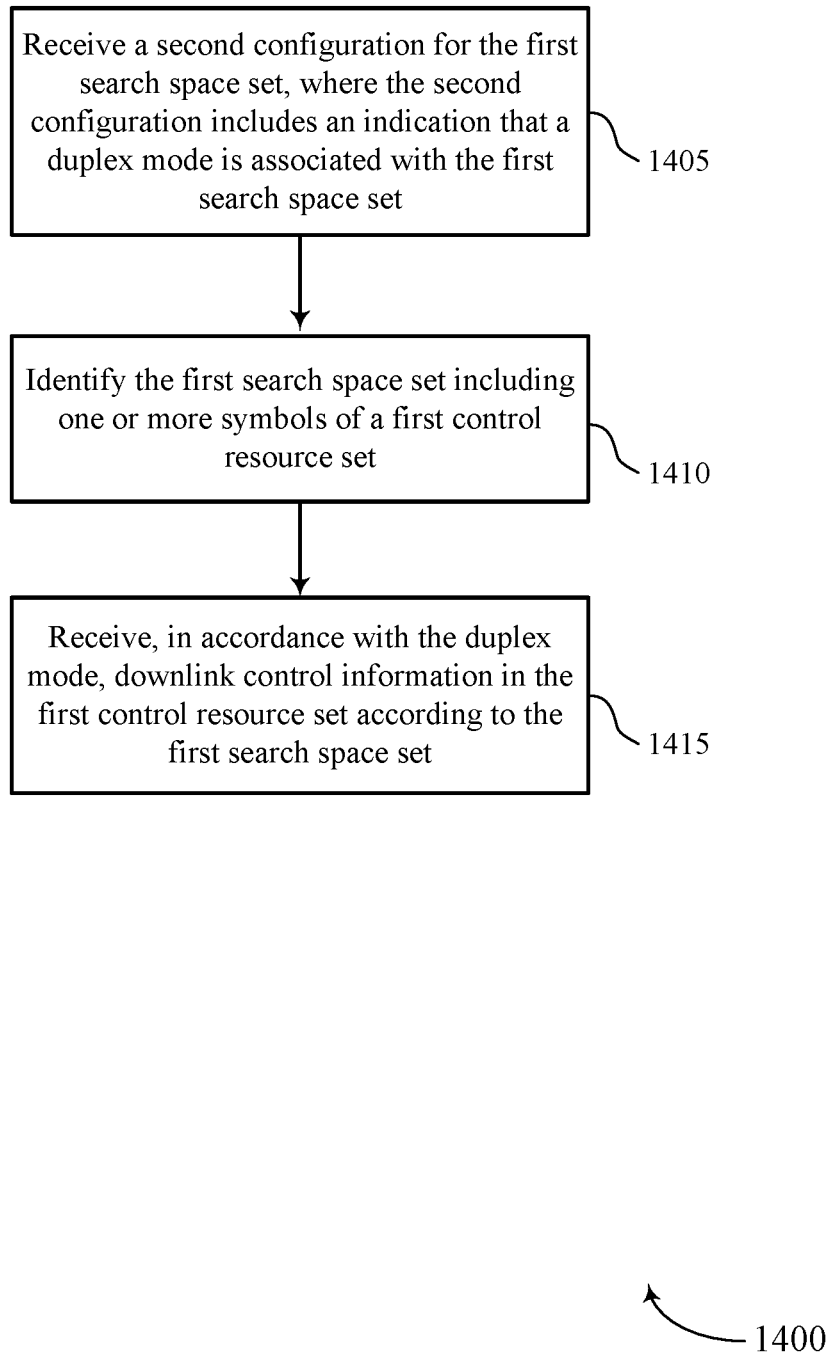 Receive a second configuration for the first
search space set, where the second
configuration includes an indication that a
duplex mode is associated with the first
search space set
1405
Identify the first search space set including
one or more symbols of a first control
resource set
1410
Receive, in accordance with the duplex
mode, downlink control information in the
first control resource set according to the
first search space set
1415
1400